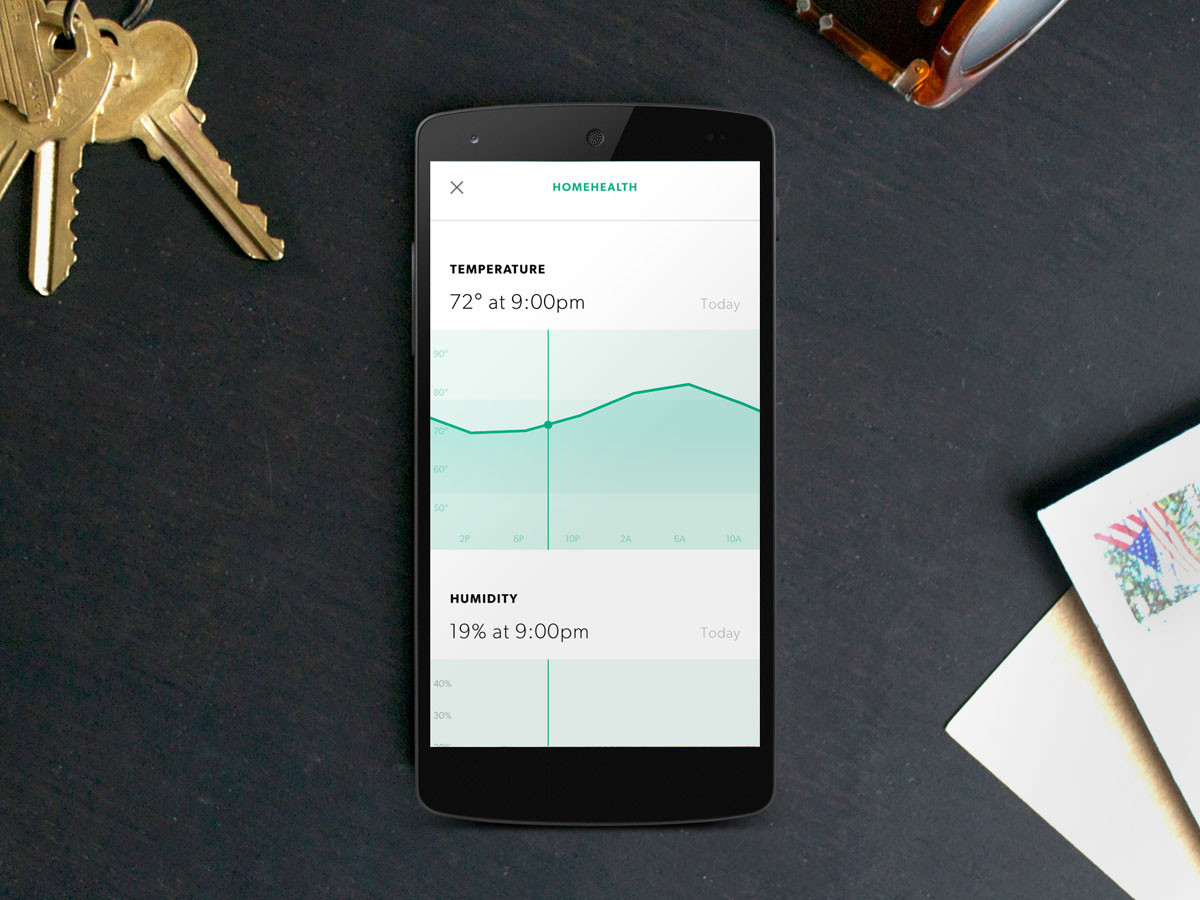 HOMEHEALTH
TEMPERATURE
72° at 9:00pm
Today
90°
80°
70°
60°
50°
2P 6P 10P 2A 6A 10A
HUMIDITY
19% at 9:00pm
Today
40%
30%